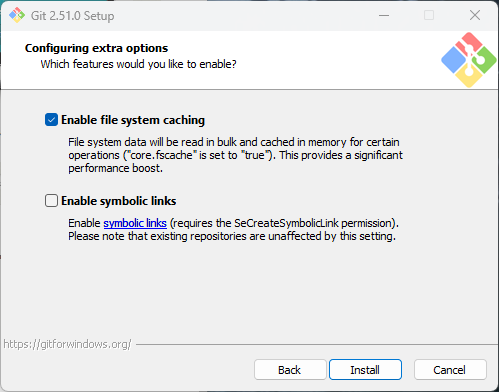 Git 2.51.0 Setup
Configuring extra options
Which features would you like to enable?
Enable file system caching
File system data will be read in bulk and cached in memory for certain
operations ("core.fscache" is set to "true"). This provides a significant
performance boost.
Enable symbolic links
Enable symbolic links (requires the SeCreateSymbolicLink permission).
Please note that existing repositories are unaffected by this setting.
https://gitforwindows.org/
Back Install Cancel